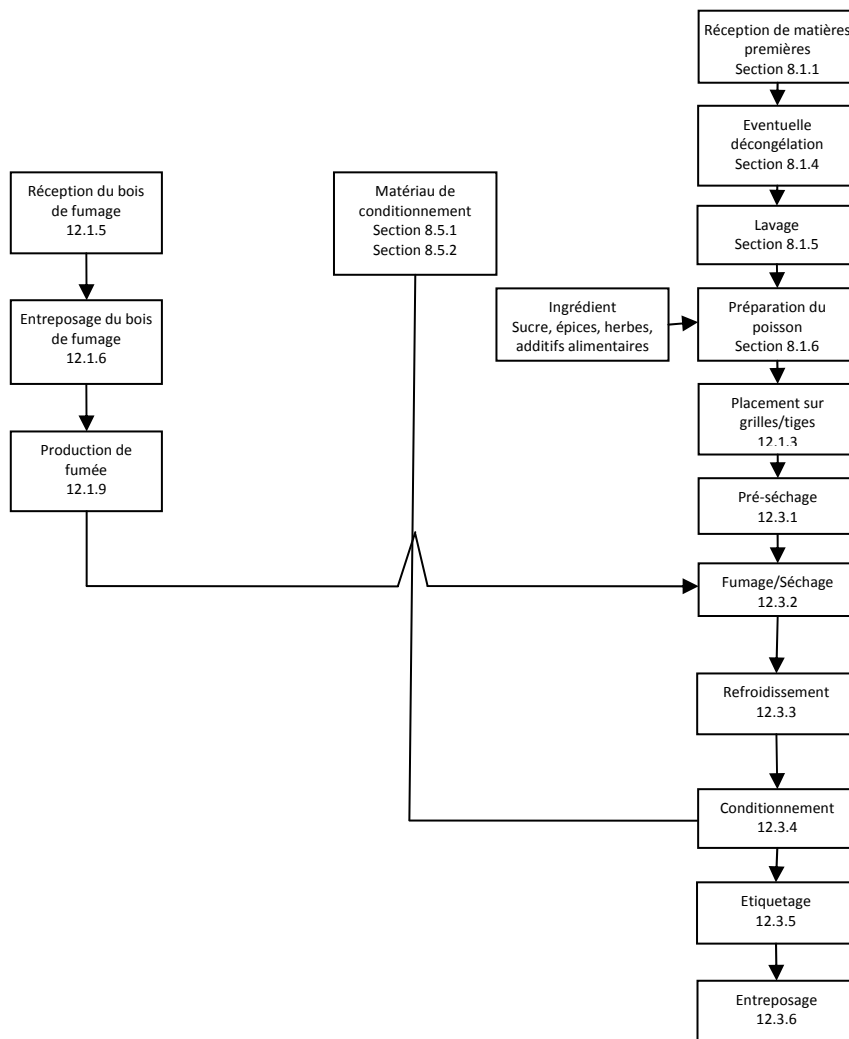 Réception de matières
premières
Section 8.1.1
Eventuelle
décongélation
Section 8.1.4
Réception du bois
de fumage
12.1.5
Matériau de
conditionnement
Section 8.5.1
Section 8.5.2
Lavage
Section 8.1.5
Entreposage du bois
de fumage
12.1.6
Ingrédient
Sucre, épices, herbes,
additifs alimentaires
Préparation du
poisson
Section 8.1.6
Placement sur
grilles/tiges
12.1.3
Production de
fumée
12.1.9
Pré-séchage
12.3.1
Fumage/Séchage
12.3.2
Refroidissement
12.3.3
Conditionnement
12.3.4
Etiquetage
12.3.5
Entreposage
12.3.6